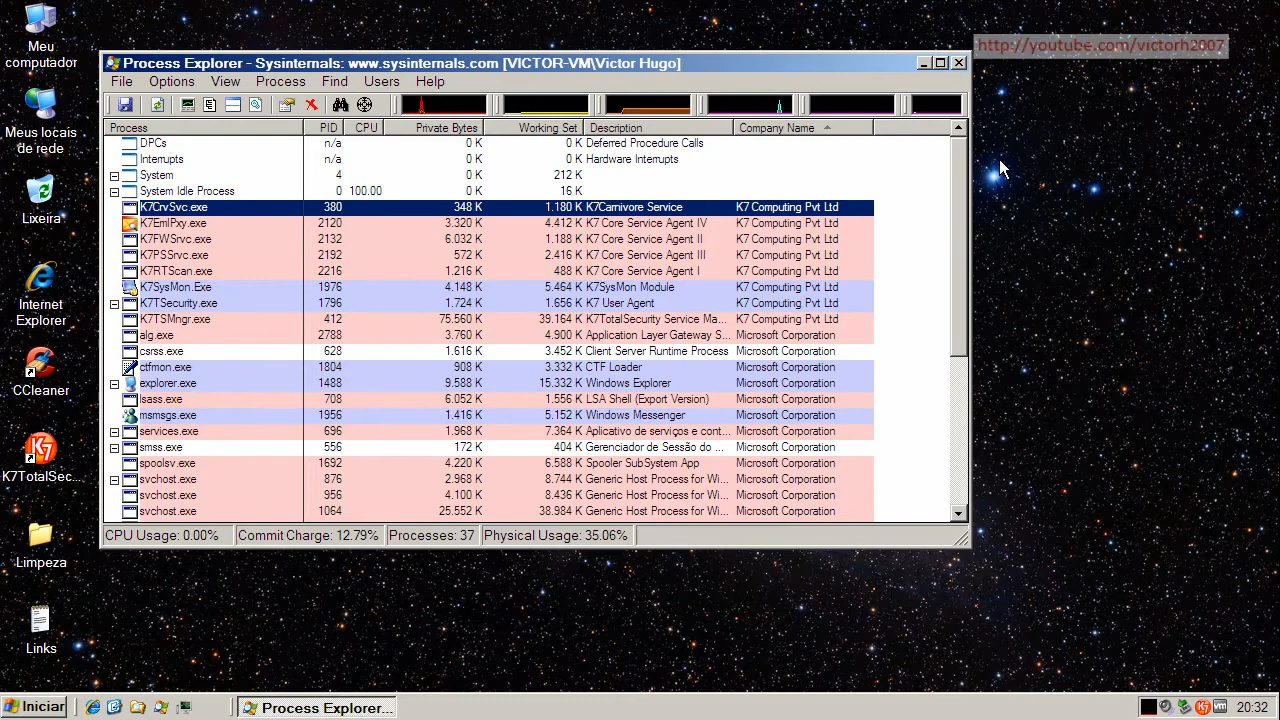 Meu computador
Meus locais de rede
Lixeira
Internet Explorer
CCleaner
K7TotalSec...
Limpeza
Links
http://youtube.com/victorh2007
Process Explorer - Sysinternals: www.sysinternals.com [VICTOR-VM\Victor Hugo]
File Options View Process Find Users Help
Process PID CPU Private Bytes Working Set Description Company Name
DPCs n/a 0 K 0 K Deferred Procedure Calls
Interrupts n/a 0 K 0 K Hardware Interrupts
System 4 0 K 212 K
System Idle Process 0 100.00 0 K 16 K
K7CrvSvc.exe 380 348 K 1.180 K K7Carnivore Service K7 Computing Pvt Ltd
K7EmlPxy.exe 2120 3.320 K 4.412 K K7 Core Service Agent IV K7 Computing Pvt Ltd
K7FWSrvc.exe 2132 6.032 K 1.188 K K7 Core Service Agent II K7 Computing Pvt Ltd
K7PSSrvc.exe 2192 572 K 2.416 K K7 Core Service Agent III K7 Computing Pvt Ltd
K7RTScan.exe 2216 1.216 K 488 K K7 Core Service Agent I K7 Computing Pvt Ltd
K7SysMon.Exe 1976 4.148 K 5.464 K K7SysMon Module K7 Computing Pvt Ltd
K7TSecurity.exe 1796 1.724 K 1.656 K K7 User Agent K7 Computing Pvt Ltd
K7TSMngr.exe 412 75.560 K 39.164 K K7TotalSecurity Service Ma... K7 Computing Pvt Ltd
alg.exe 2788 3.760 K 4.900 K Application Layer Gateway S... Microsoft Corporation
csrss.exe 628 1.616 K 3.452 K Client Server Runtime Process Microsoft Corporation
ctfmon.exe 1804 908 K 3.332 K CTF Loader Microsoft Corporation
explorer.exe 1488 9.588 K 15.332 K Windows Explorer Microsoft Corporation
lsass.exe 708 6.052 K 1.556 K LSA Shell (Export Version) Microsoft Corporation
msmsgs.exe 1956 1.416 K 5.152 K Windows Messenger Microsoft Corporation
services.exe 696 1.968 K 7.364 K Aplicativo de serviços e cont... Microsoft Corporation
smss.exe 556 172 K 404 K Gerenciador de Sessão do ... Microsoft Corporation
spoolsv.exe 1692 4.220 K 6.588 K Spooler SubSystem App Microsoft Corporation
svchost.exe 876 2.968 K 8.744 K Generic Host Process for Wi... Microsoft Corporation
svchost.exe 956 4.100 K 8.436 K Generic Host Process for Wi... Microsoft Corporation
svchost.exe 1064 25.552 K 38.984 K Generic Host Process for Wi... Microsoft Corporation
CPU Usage: 0.00% Commit Charge: 12.79% Processes: 37 Physical Usage: 35.06%
Iniciar Process Explorer... K7 vm 20:32